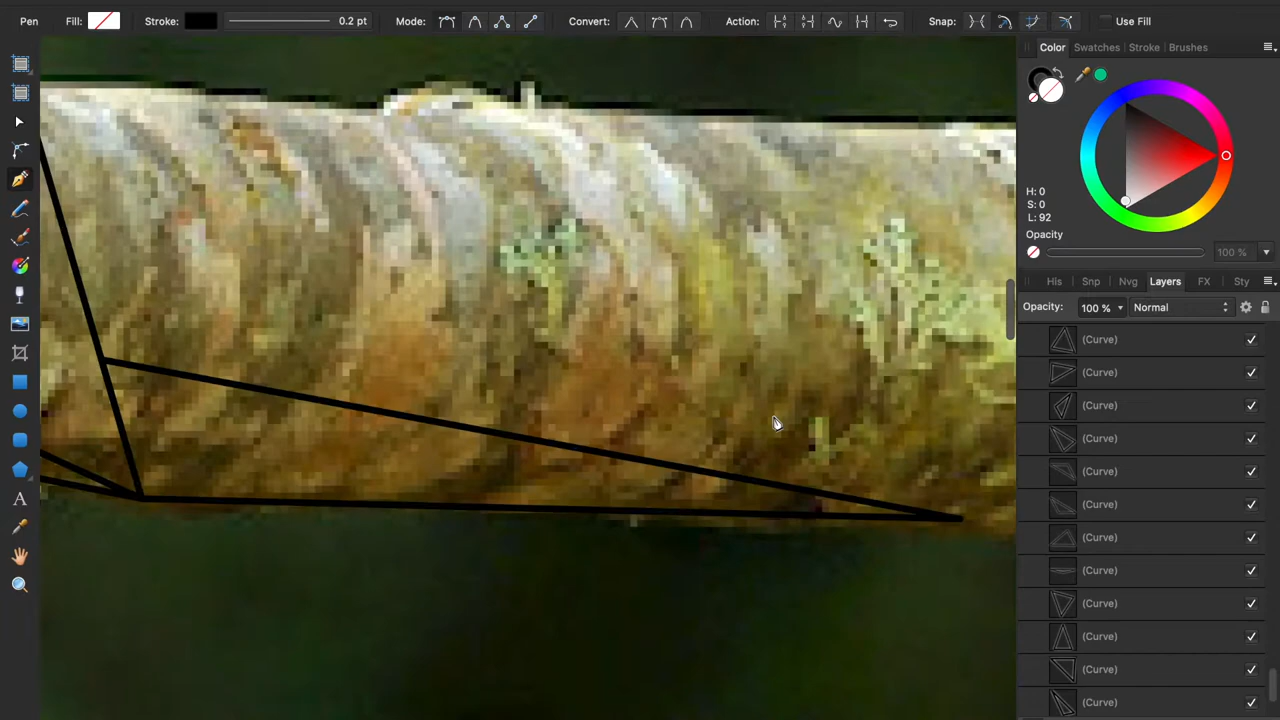 Pen Fill: Stroke: 0.2 pt Mode: Convert: Action: Snap: Use Fill
Color Swatches Stroke Brushes
H: 0
S: 0
L: 92
Opacity
100 %
His Snp Nvg Layers FX Sty
Opacity: 100 % Normal
(Curve)
(Curve)
(Curve)
(Curve)
(Curve)
(Curve)
(Curve)
(Curve)
(Curve)
(Curve)
(Curve)
(Curve)
A